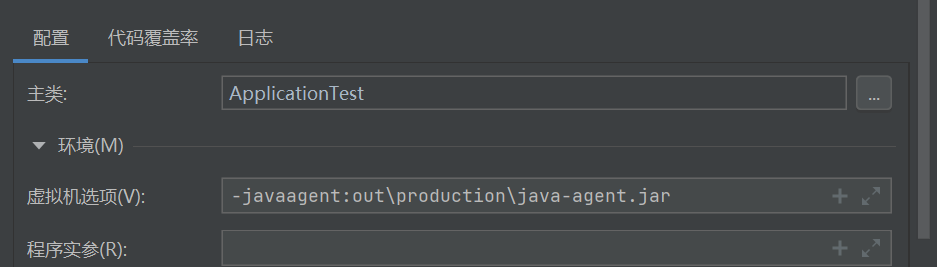 配置 代码覆盖率 日志
主类: ApplicationTest ...
环境(M)
虚拟机选项(V): -javaagent:out\production\java-agent.jar
程序实参(R):